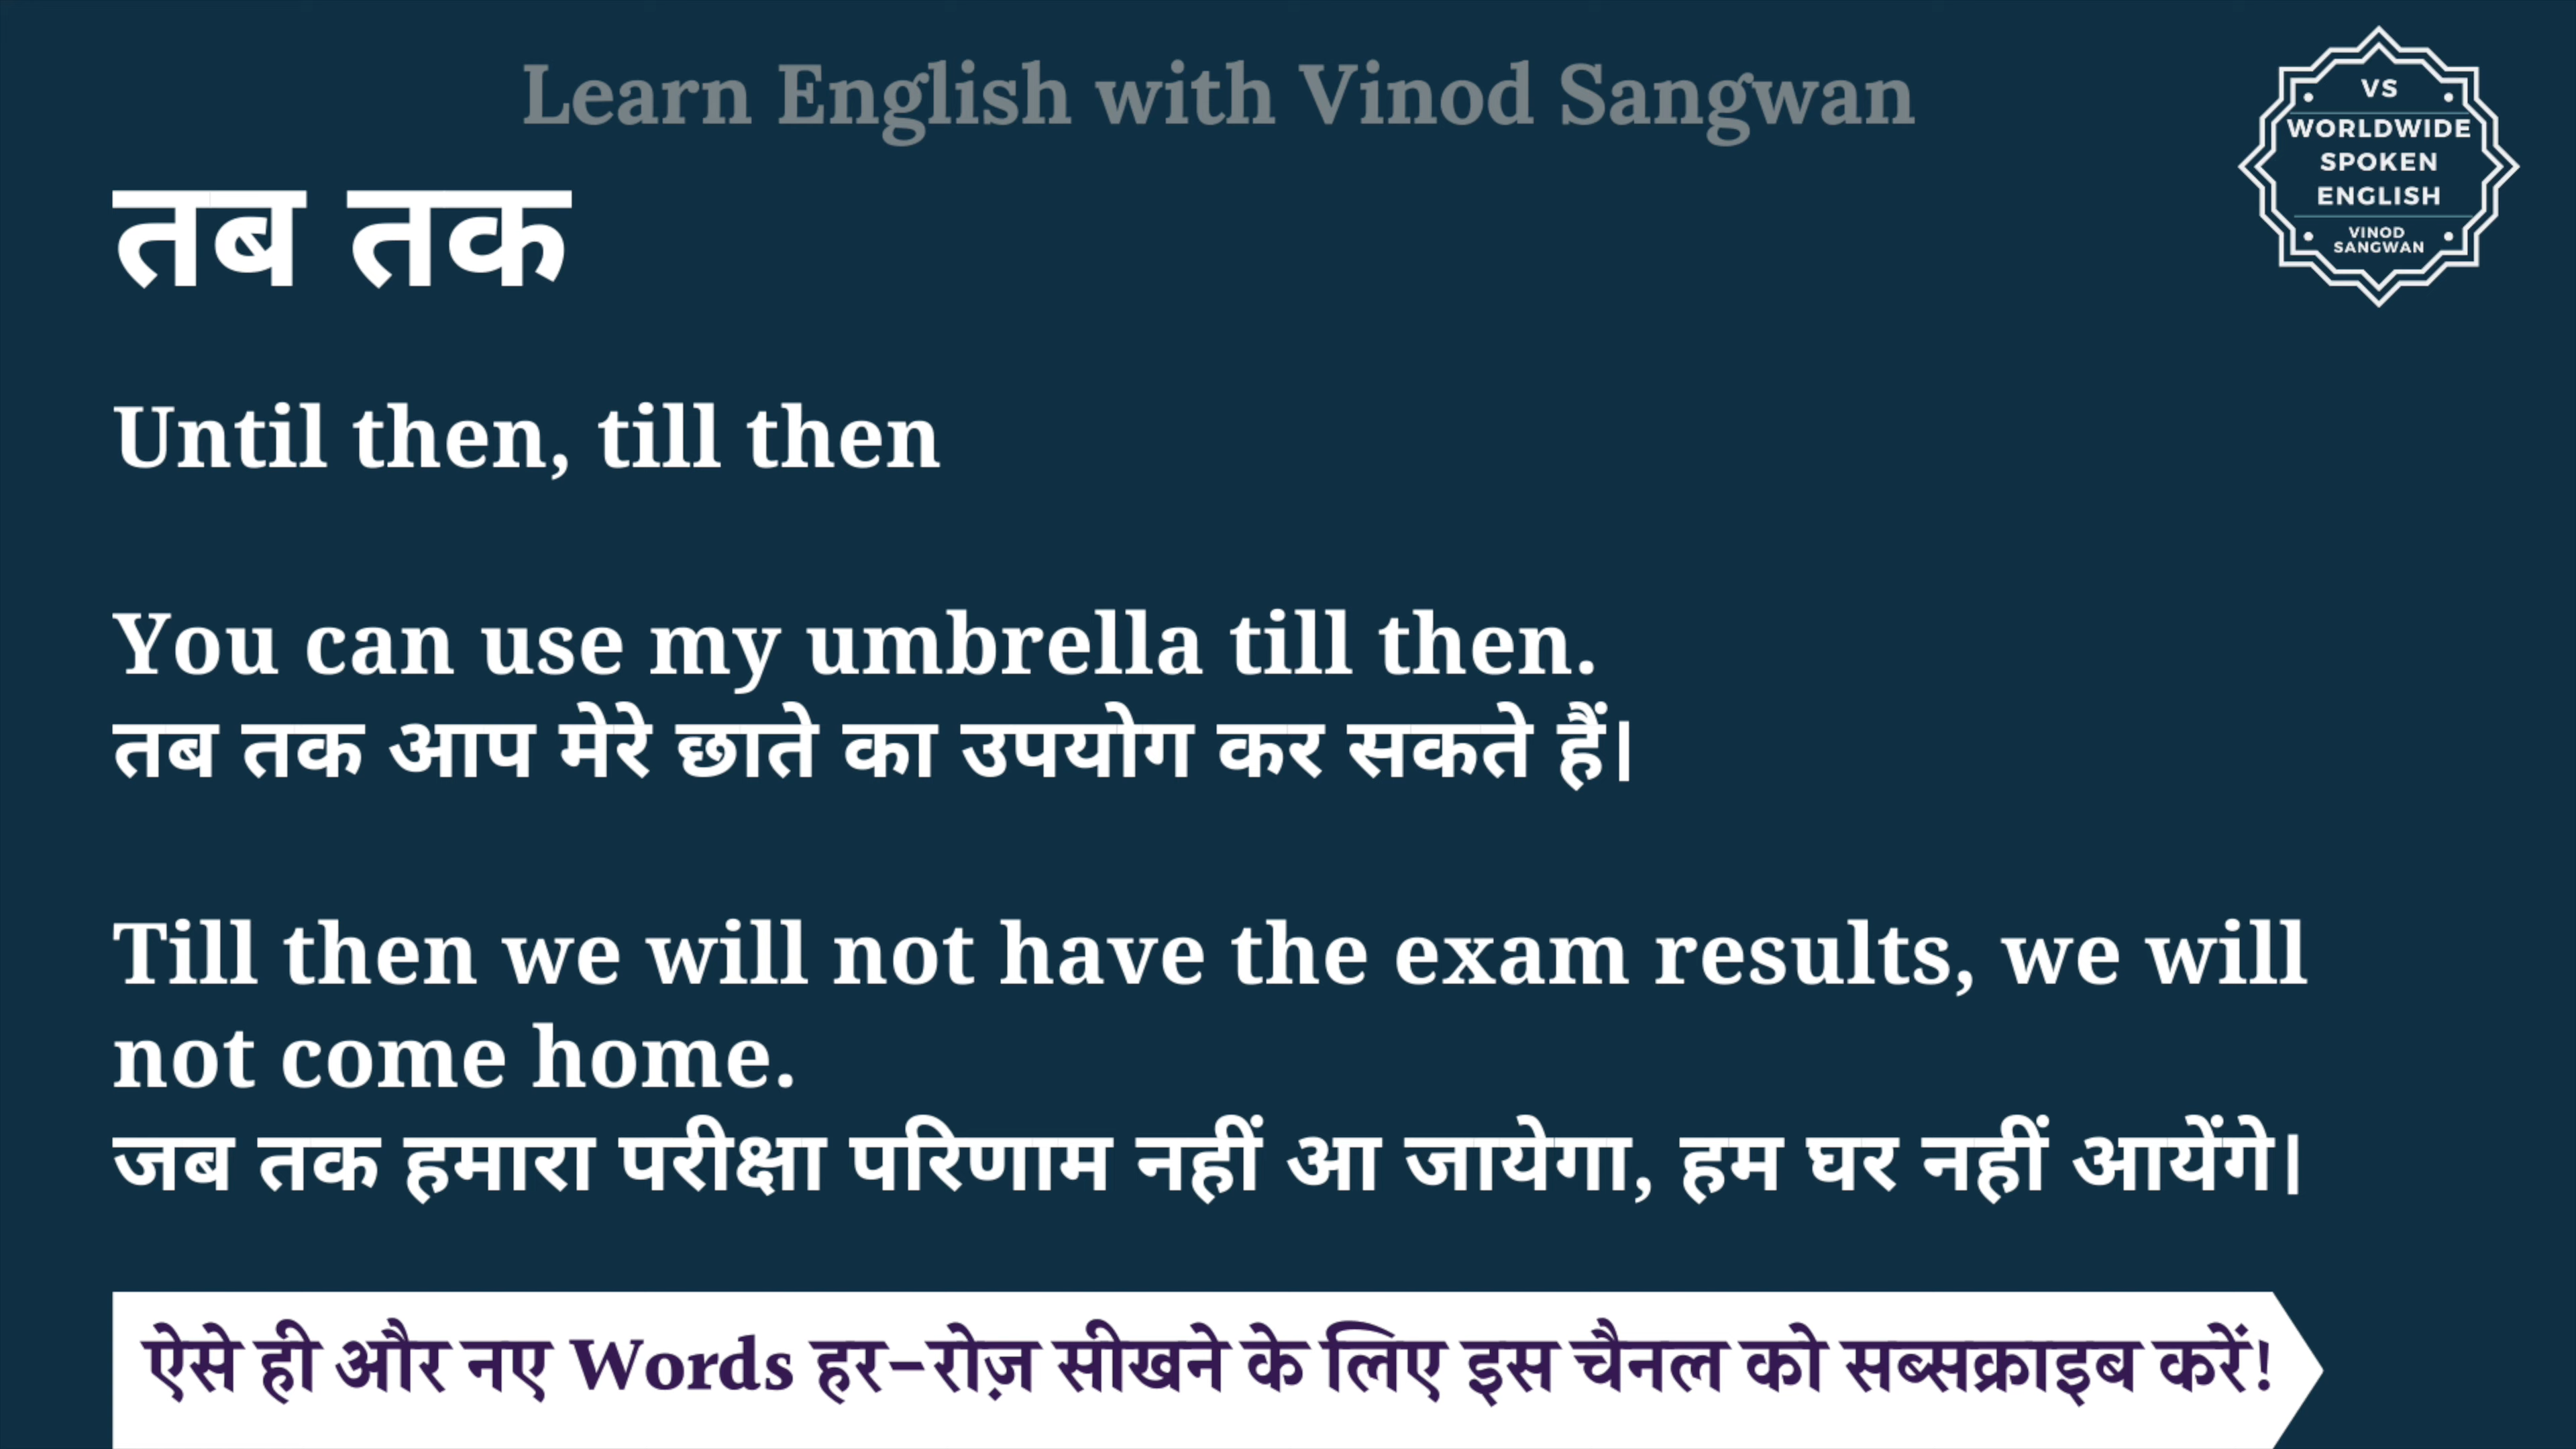 Learn English with Vinod Sangwan
VS
WORLDWIDE
SPOKEN
ENGLISH
VINOD
SANGWAN
तब तक
Until then, till then
You can use my umbrella till then.
तब तक आप मेरे छाते का उपयोग कर सकते हैं।
Till then we will not have the exam results, we will
not come home.
जब तक हमारा परीक्षा परिणाम नहीं आ जायेगा, हम घर नहीं आयेंगे।
ऐसे ही और नए Words हर-रोज़ सीखने के लिए इस चैनल को सब्सक्राइब करें!